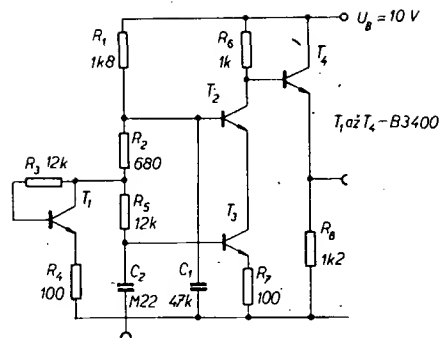 R1
1k8
R6
1k
T4
UB = 10 V
T2
R2
680
T1 až T4 – B3400
R3 12k
T1
R5
12k
T3
R4
100
C2
M22
C1
47k
R7
100
R8
1k2